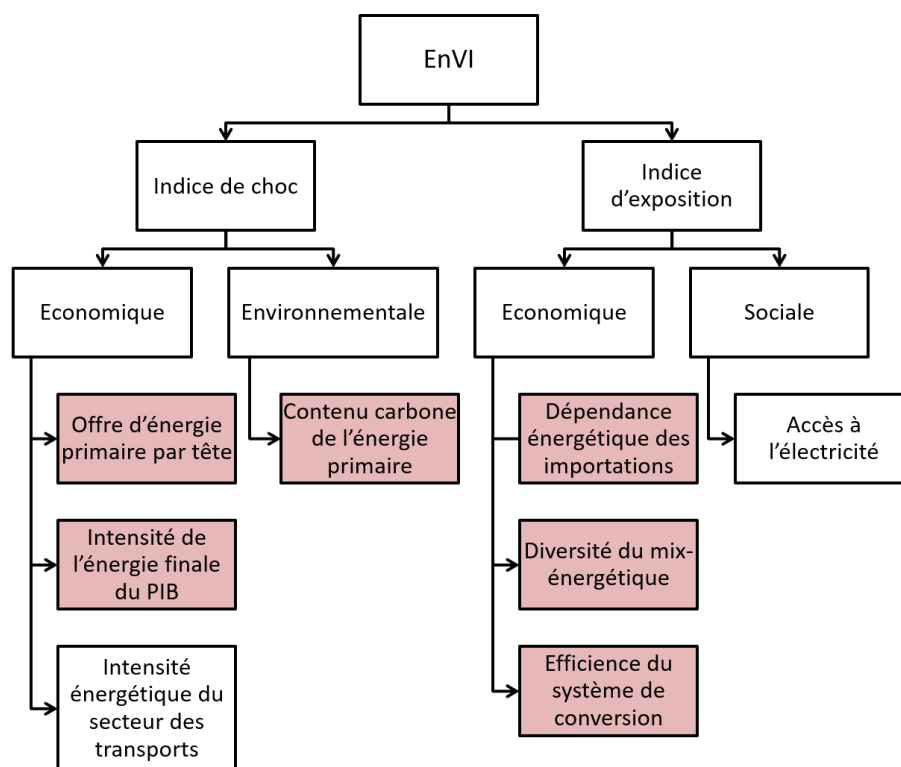 EnVI
Indice de choc
Indice
d'exposition
Economique
Environnementale
Economique
Sociale
Offre d'énergie
primaire par tête
Contenu carbone
de l'énergie
primaire
Dépendance
énergétique des
importations
Accès à
l'électricité
Intensité de
l'énergie finale
du PIB
Diversité du mix-
énergétique
Intensité
énergétique du
secteur des
transports
Efficience du
système de
conversion